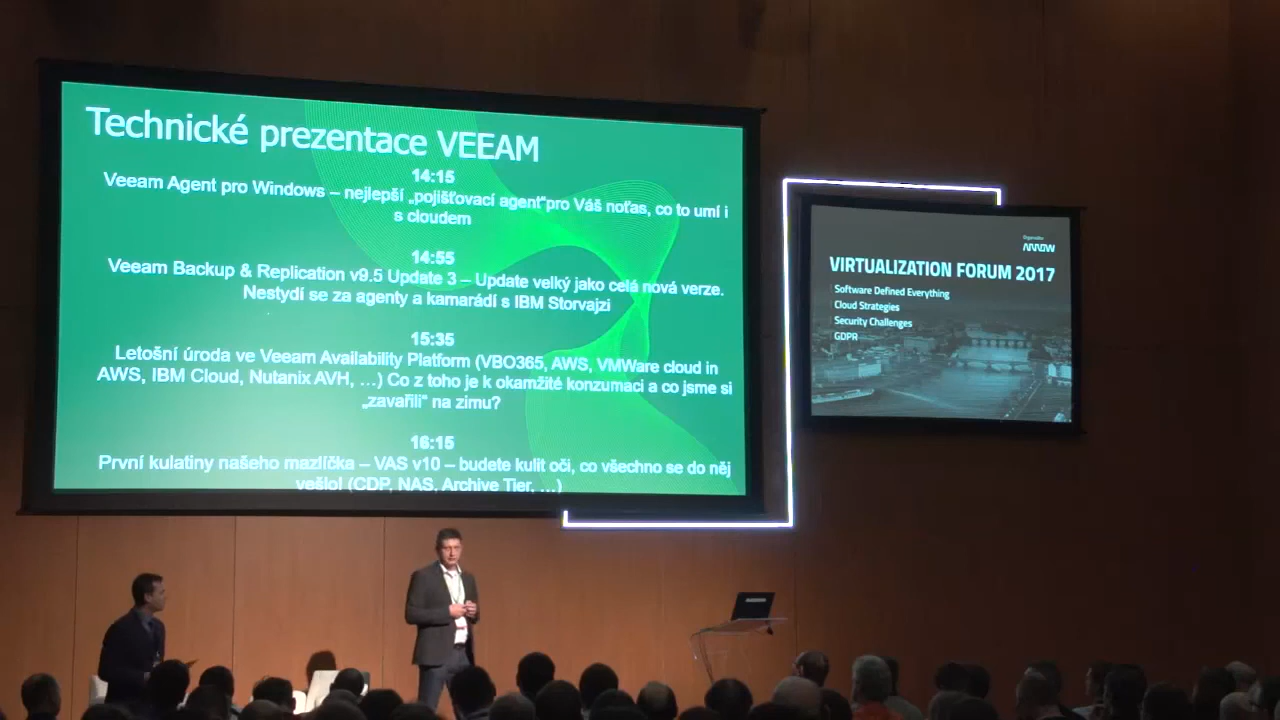 Technické prezentace VEEAM
14:15
Veeam Agent pro Windows – nejlepší „pojišťovací agent"pro Váš noťas, co to umí i
s cloudem
14:55
Veeam Backup & Replication v9.5 Update 3 – Update velký jako celá nová verze.
Nestydí se za agenty a kamarádí s IBM Storvajzi
15:35
Letošní úroda ve Veeam Availability Platform (VBO365, AWS, VMWare cloud in
AWS, IBM Cloud, Nutanix AVH, …) Co z toho je k okamžité konzumaci a co jsme si
„zavařili" na zimu?
16:15
První kulatiny našeho mazlíčka – VAS v10 – budete kulit oči, co všechno se do něj
vešlo! (CDP, NAS, Archive Tier, …)
Organizátor
ARROW
VIRTUALIZATION FORUM 2017
Software Defined Everything
Cloud Strategies
Security Challenges
GDPR